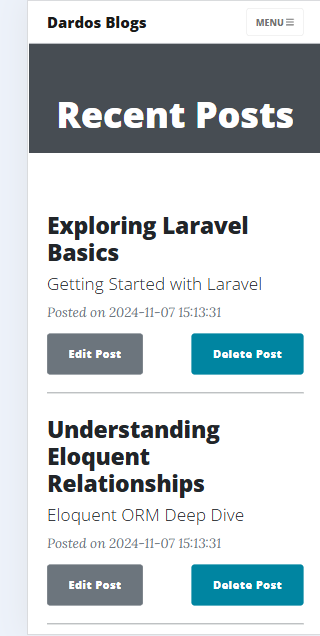 Dardos Blogs
MENU
Recent Posts
Exploring Laravel
Basics
Getting Started with Laravel
Posted on 2024-11-07 15:13:31
Edit Post
Delete Post
Understanding
Eloquent
Relationships
Eloquent ORM Deep Dive
Posted on 2024-11-07 15:13:31
Edit Post
Delete Post